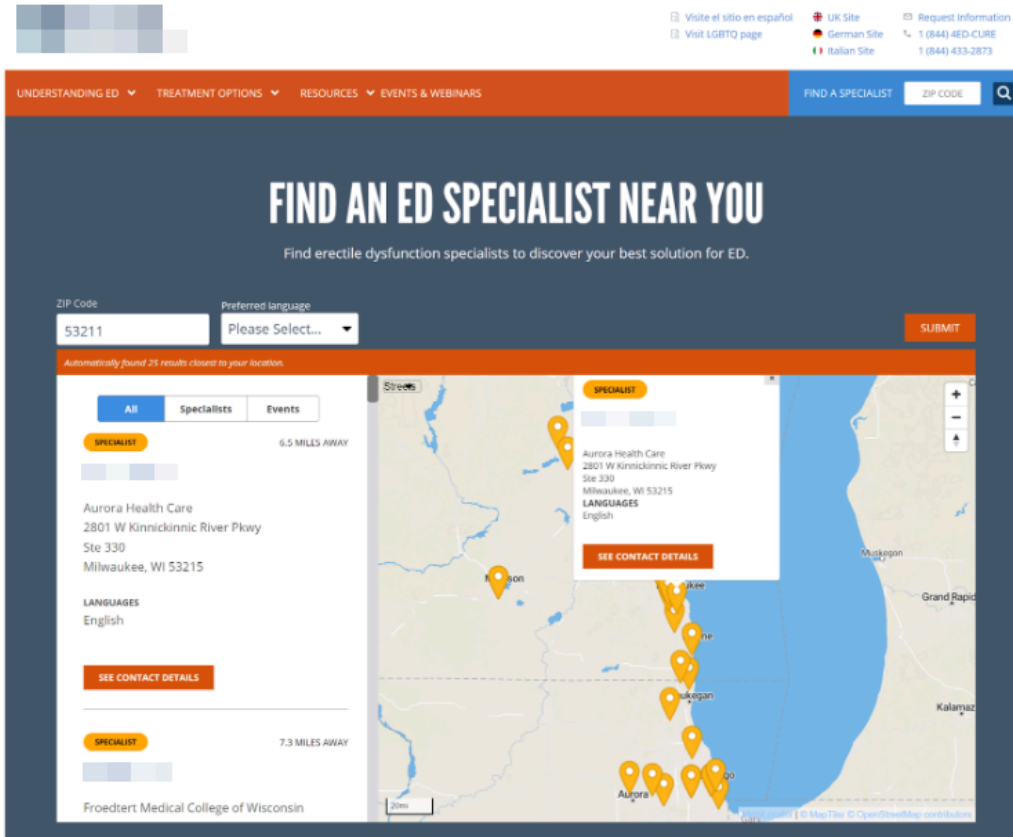 Visite el sitio en español
Visit LGBTQ page
UK Site
German Site
Italian Site
Request Information
1 (844) 4ED-CURE
1 (844) 433-2873
UNDERSTANDING ED
TREATMENT OPTIONS
RESOURCES
EVENTS & WEBINARS
FIND A SPECIALIST
ZIP CODE
FIND AN ED SPECIALIST NEAR YOU
Find erectile dysfunction specialists to discover your best solution for ED.
ZIP Code
53211
Preferred language
Please Select...
SUBMIT
Automatically found 25 results closest to your location.
All
Specialists
Events
SPECIALIST
6.5 MILES AWAY
Aurora Health Care
2801 W Kinnickinnic River Pkwy
Ste 330
Milwaukee, WI 53215
LANGUAGES
English
SEE CONTACT DETAILS
SPECIALIST
7.3 MILES AWAY
Froedtert Medical College of Wisconsin
Streets
SPECIALIST
Aurora Health Care
2801 W Kinnickinnic River Pkwy
Ste 330
Milwaukee, WI 53215
LANGUAGES
English
SEE CONTACT DETAILS
Muskegon
Grand Rapid
Kalamaz
Aurora
20mi
© MapTiler © OpenStreetMap contributors